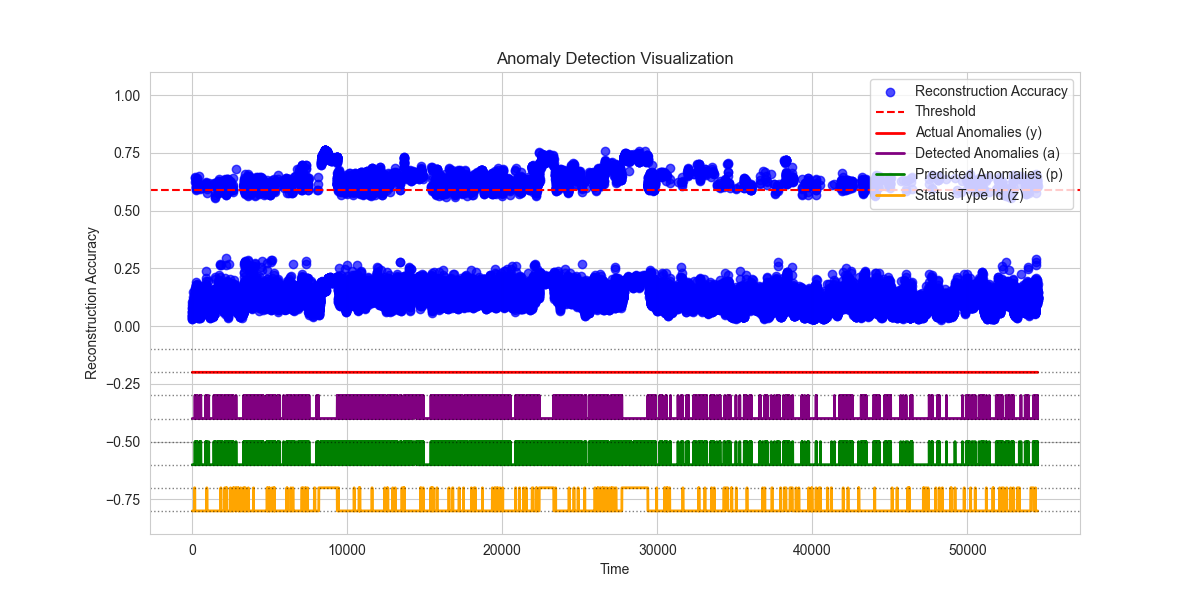 Anomaly Detection Visualization
Reconstruction Accuracy
1.00
0.75
0.50
0.25
0.00
−0.25
−0.50
−0.75
Reconstruction Accuracy
Threshold
Actual Anomalies (y)
Detected Anomalies (a)
Predicted Anomalies (p)
Status Type Id (z)
0
10000
20000
30000
40000
50000
Time